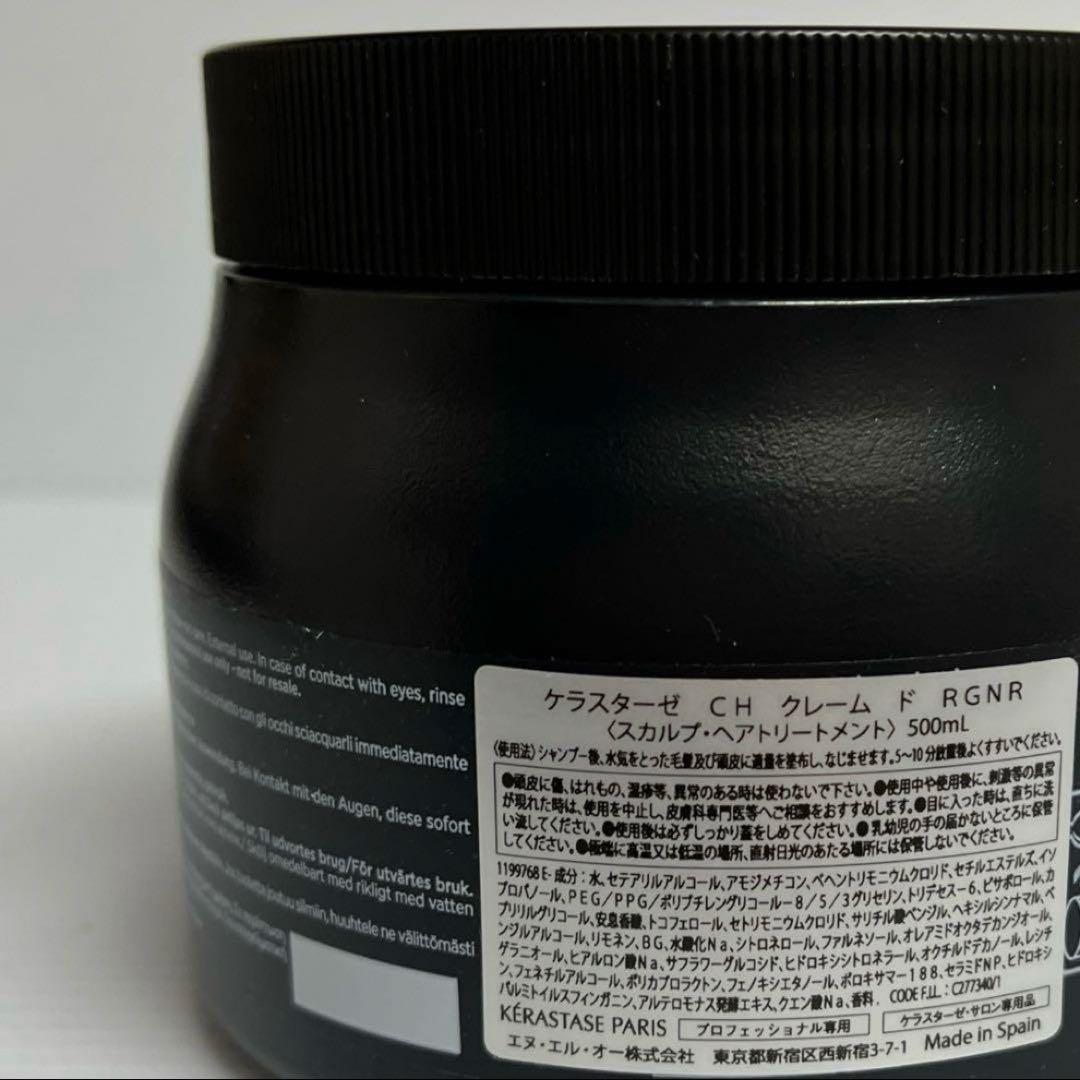 External use. In case of contact with eyes, rinse
use only - not for resale.
con gli occhi sciacquarli immediatamente
Bei Kontakt mit den Augen, diese sofort
Til udvortes brug/För utvärtes bruk.
omedelbart med rikligt med vatten
huuhtele ne välittömästi
ケラスターゼ CH クレーム ド RGNR
〈スカルプ・ヘアトリートメント〉 500mL
〈使用法〉シャンプー後、水気をとった毛髪及び頭皮に適量を塗布し、なじませます。5〜10分放置後よくすすいでください。
●頭皮に傷、はれもの、湿疹等、異常のある時は使わないで下さい。●使用中や使用後に、刺激等の異常
が現れた時は、使用を中止し、皮膚科専門医等へご相談をおすすめします。●目に入った時は、直ちに洗
い流してください。●使用後は必ずしっかり蓋をしめてください。●乳幼児の手の届かないところに保管
してください。●極端に高温又は低温の場所、直射日光のあたる場所には保管しないでください。
1199768 E- 成分：水、セテアリルアルコール、アモジメチコン、ベヘントリモニウムクロリド、セチルエステルズ、イソ
プロパノール、PEG／PPG／ポリブチレングリコール－8／5／3グリセリン、トリデセス－6、ビサボロール、カ
プリリルグリコール、安息香酸、トコフェロール、セトリモニウムクロリド、サリチル酸ベンジル、ヘキシルシンナマル、ベ
ンジルアルコール、リモネン、BG、水酸化Na、シトロネロール、ファルネソール、オレアミドオクタデカンジオール、
ゲラニオール、ヒアルロン酸Na、サフラワーグルコシド、ヒドロキシシトロネラール、オクチルドデカノール、レシチ
ン、フェネチルアルコール、ポリカプロラクトン、フェノキシエタノール、ポロキサマー188、セラミドNP、ヒドロキシ
パルミトイルスフィンガニン、アルテロモナス発酵エキス、クエン酸Na、香料. CODE F.I.L.: C277340/1
KÉRASTASE PARIS プロフェッショナル専用 ケラスターゼ・サロン専用品
エヌ・エル・オー株式会社 東京都新宿区西新宿3-7-1 Made in Spain